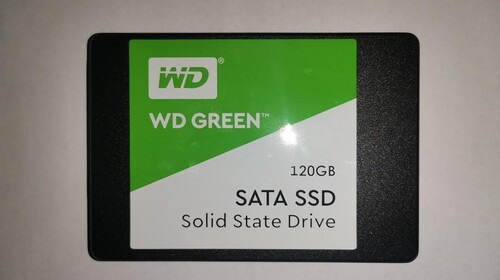 WD
WD GREEN™
120GB
SATA SSD
Solid State Drive